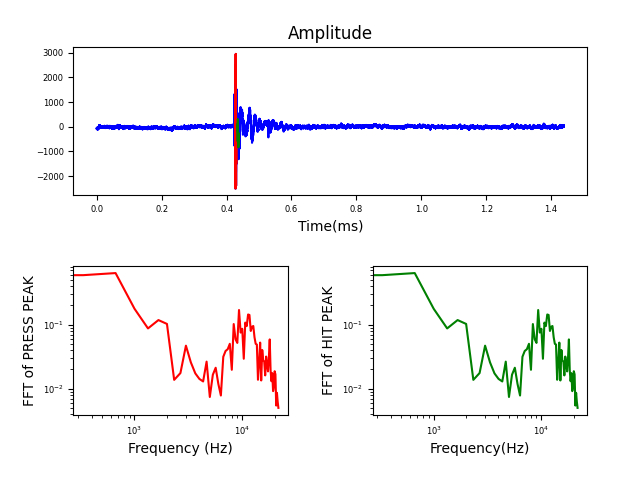 Amplitude
3000
2000
1000
0
−1000
−2000
0.0 0.2 0.4 0.6 0.8 1.0 1.2 1.4
Time(ms)
FFT of PRESS PEAK
10⁻¹
10⁻²
10³ 10⁴
Frequency (Hz)
FFT of HIT PEAK
10⁻¹
10⁻²
10³ 10⁴
Frequency(Hz)